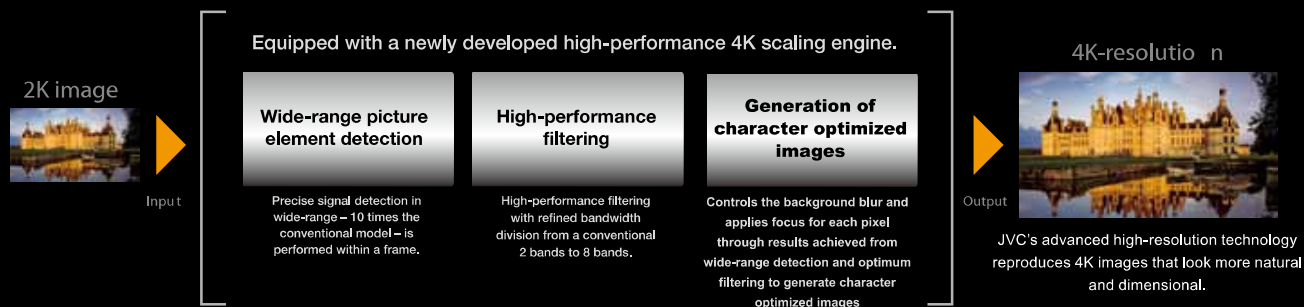 Equipped with a newly developed high-performance 4K scaling engine.
2K image
Input
Wide-range picture
element detection
Precise signal detection in
wide-range – 10 times the
conventional model – is
performed within a frame.
High-performance
filtering
High-performance filtering
with refined bandwidth
division from a conventional
2 bands to 8 bands.
Generation of
character optimized
images
Controls the background blur and
applies focus for each pixel
through results achieved from
wide-range detection and optimum
filtering to generate character
optimized images
Output
4K-resolutio n
JVC's advanced high-resolution technology
reproduces 4K images that look more natural
and dimensional.